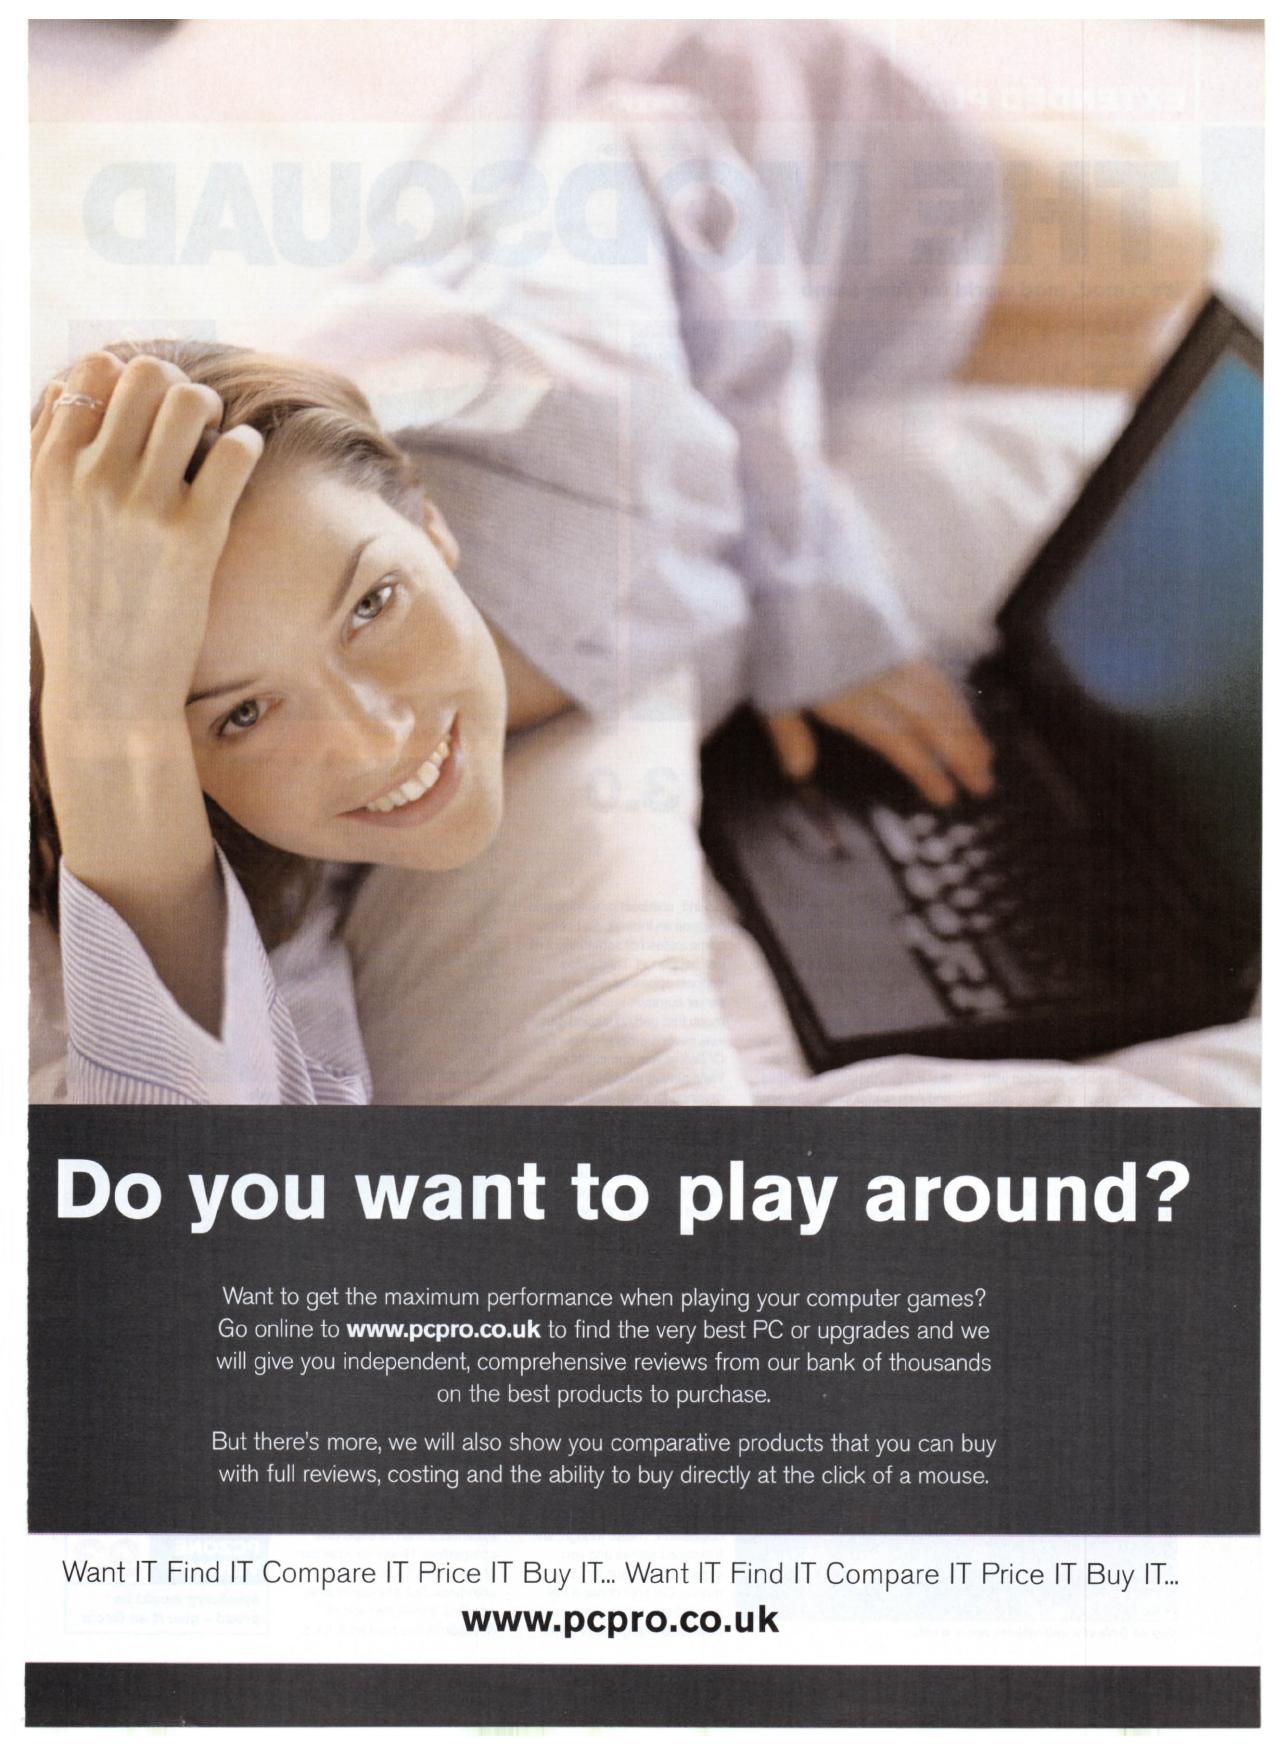 Do you want to play around?
Want to get the maximum performance when playing your computer games?
Go online to www.pcpro.co.uk to find the very best PC or upgrades and we
will give you independent, comprehensive reviews from our bank of thousands
on the best products to purchase.
But there's more, we will also show you comparative products that you can buy
with full reviews, costing and the ability to buy directly at the click of a mouse.
Want IT Find IT Compare IT Price IT Buy IT... Want IT Find IT Compare IT Price IT Buy IT...
www.pcpro.co.uk